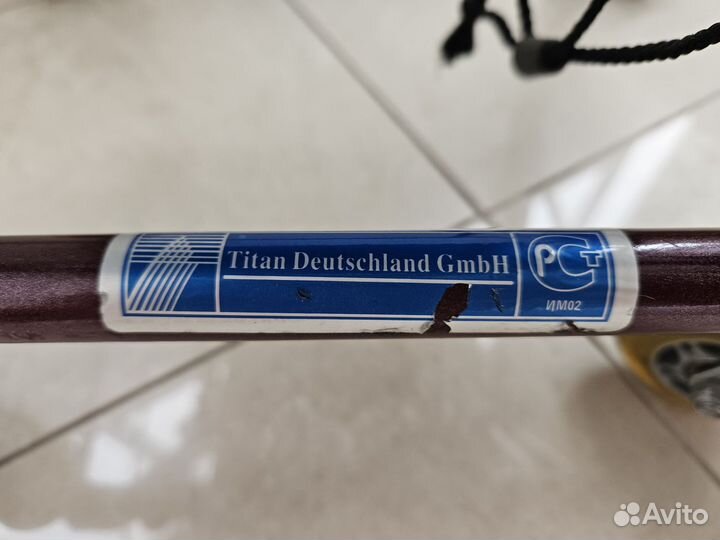 Titan Deutschland GmbH
РСТ
ИМ02
Avito